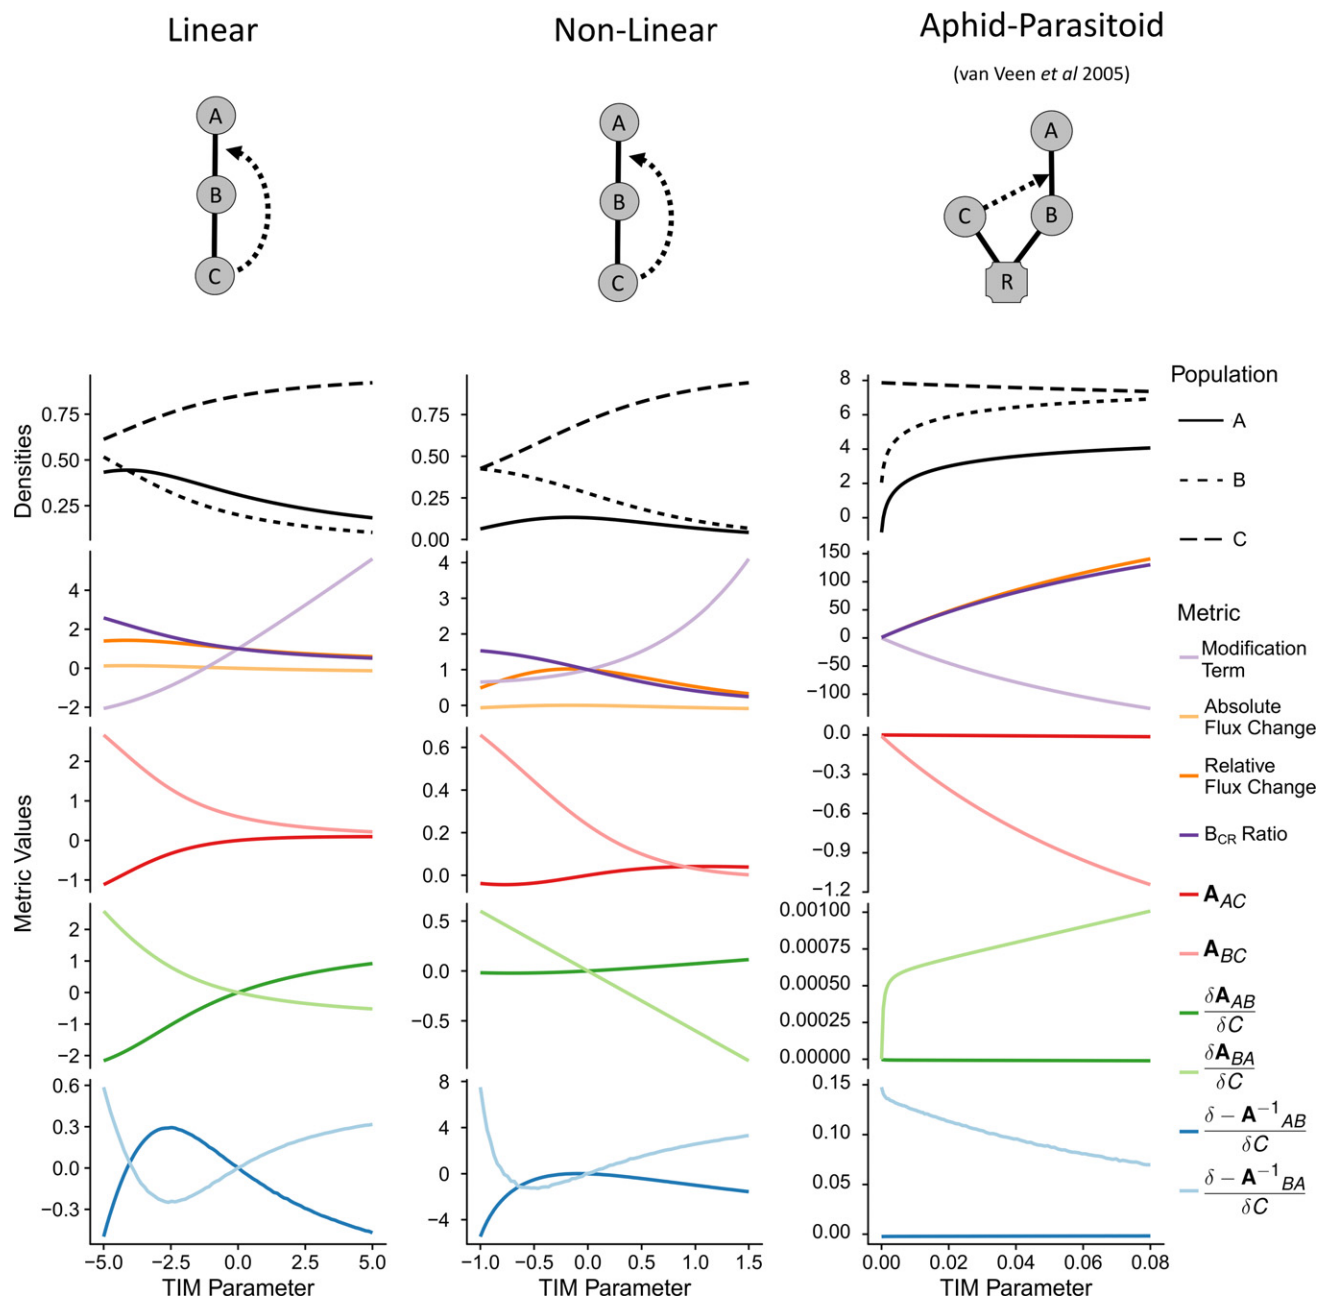 Linear
Non-Linear
Aphid-Parasitoid
(van Veen et al 2005)
A
B
C
A
B
C
A
C
B
R
Densities
0.75
0.50
0.25
0.75
0.50
0.25
0.00
8
6
4
2
0
Population
A
B
C
Metric Values
4
2
0
−2
4
3
2
1
0
150
100
50
0
−50
−100
2
1
0
−1
0.6
0.4
0.2
0.0
0.0
−0.3
−0.6
−0.9
−1.2
2
1
0
−1
−2
0.5
0.0
−0.5
0.00100
0.00075
0.00050
0.00025
0.00000
0.6
0.3
0.0
−0.3
8
4
0
−4
0.15
0.10
0.05
0.00
−5.0 −2.5 0.0 2.5 5.0
−1.0 −0.5 0.0 0.5 1.0 1.5
0.00 0.02 0.04 0.06 0.08
TIM Parameter
TIM Parameter
TIM Parameter
Metric
Modification
Term
Absolute
Flux Change
Relative
Flux Change
B_CR Ratio
A_AC
A_BC
δA_AB
δC
δA_BA
δC
δ − A^−1_AB
δC
δ − A^−1_BA
δC